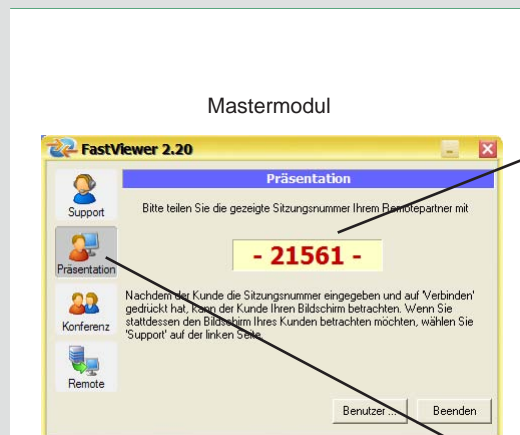 Mastermodul
FastViewer 2.20
Präsentation
Support
Bitte teilen Sie die gezeigte Sitzungsnummer Ihrem Remotepartner mit
- 21561 -
Präsentation
Nachdem der Kunde die Sitzungsnummer eingegeben und auf 'Verbinden'
gedrückt hat, kann der Kunde Ihren Bildschirm betrachten. Wenn Sie
stattdessen den Bildschirm Ihres Kunden betrachten möchten, wählen Sie
'Support' auf der linken Seite.
Konferenz
Remote
Benutzer ...
Beenden